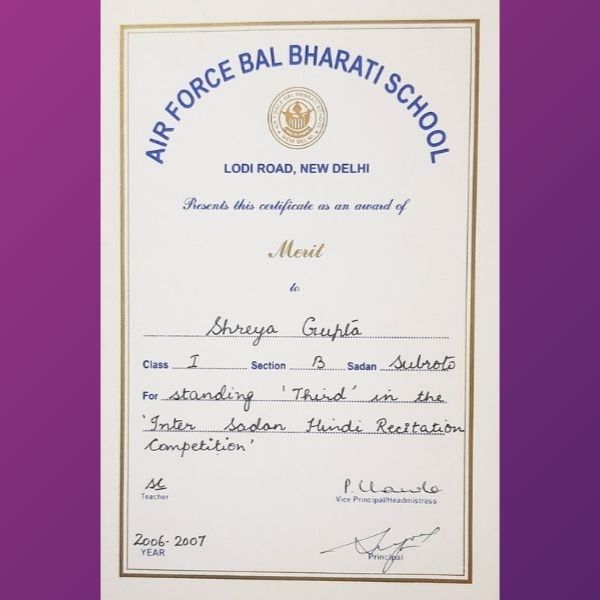 AIR FORCE BAL BHARATI SCHOOL
LODI ROAD, NEW DELHI
Presents this certificate as an award of
Merit
to
Shreya Gupta
Class I Section B Sadan Subroto
For standing 'Third' in the
'Inter Sadan Hindi Recitation
Competition'
Teacher
Vice Principal/Headmistress
2006-2007
YEAR
Principal